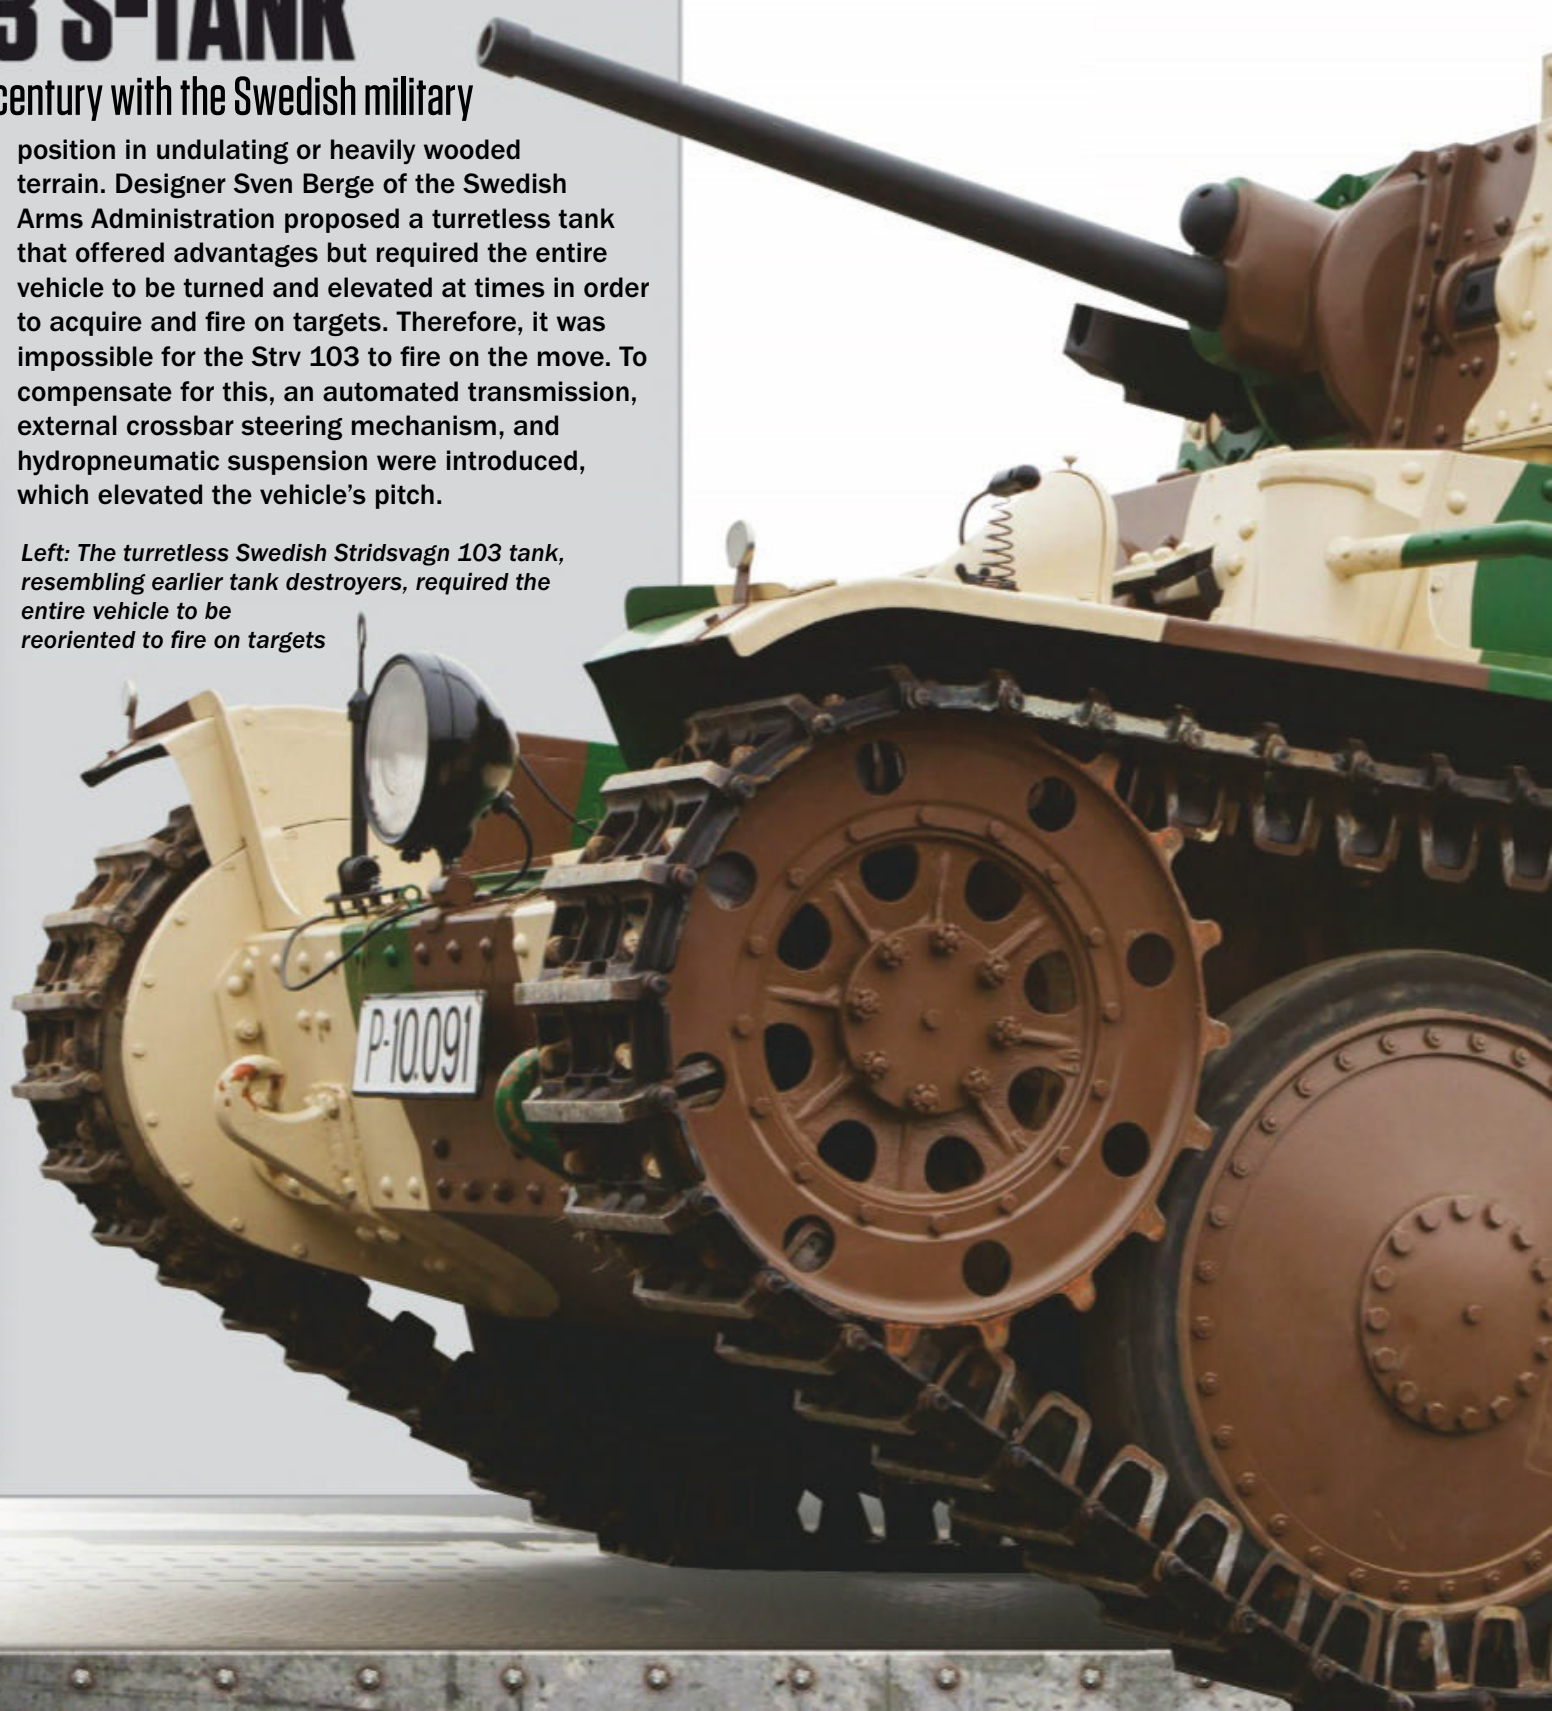 3 S-TANK
century with the Swedish military
position in undulating or heavily wooded
terrain. Designer Sven Berge of the Swedish
Arms Administration proposed a turretless tank
that offered advantages but required the entire
vehicle to be turned and elevated at times in order
to acquire and fire on targets. Therefore, it was
impossible for the Strv 103 to fire on the move. To
compensate for this, an automated transmission,
external crossbar steering mechanism, and
hydropneumatic suspension were introduced,
which elevated the vehicle’s pitch.
Left: The turretless Swedish Stridsvagn 103 tank,
resembling earlier tank destroyers, required the
entire vehicle to be
reoriented to fire on targets
P-10.091